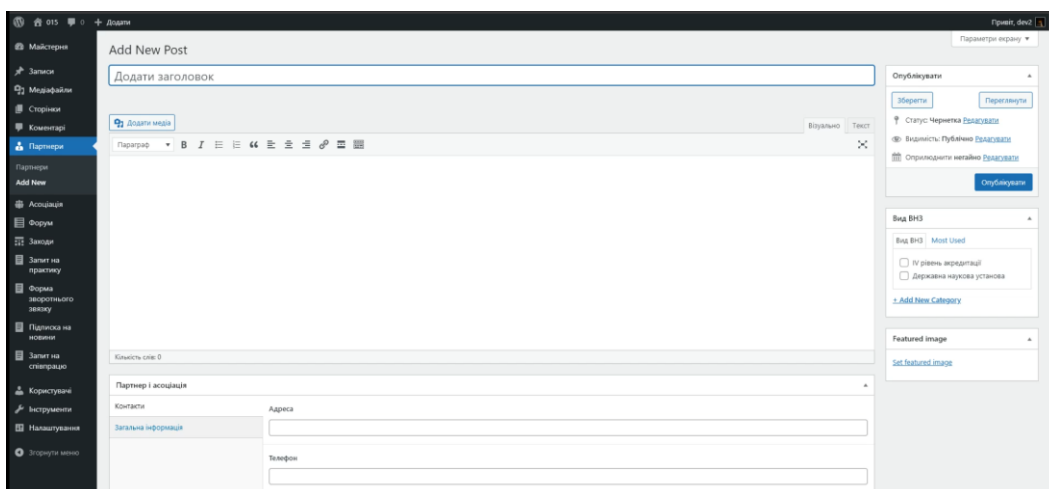 015
0
Додати
Привіт, dev2
Майстерня
Записи
Медіафайли
Сторінки
Коментарі
Партнери
Партнери
Add New
Асоціація
Форум
Заходи
Запит на
практику
Форма
зворотнього
звязку
Підписка на
новини
Запит на
співпрацю
Користувачі
Інструменти
Налаштування
Згорнути меню
Параметри екрану
Add New Post
Додати заголовок
Додати медіа
Візуально
Текст
Параграф
Кількість слів: 0
Партнер і асоціація
Контакти
Загальна інформація
Адреса
Телефон
Опублікувати
Зберегти
Переглянути
Статус: Чернетка Редагувати
Видимість: Публічно Редагувати
Оприлюднити негайно Редагувати
Опублікувати
Вид ВНЗ
Вид ВНЗ
Most Used
IV рівень акредитації
Державна наукова установа
+ Add New Category
Featured image
Set featured image